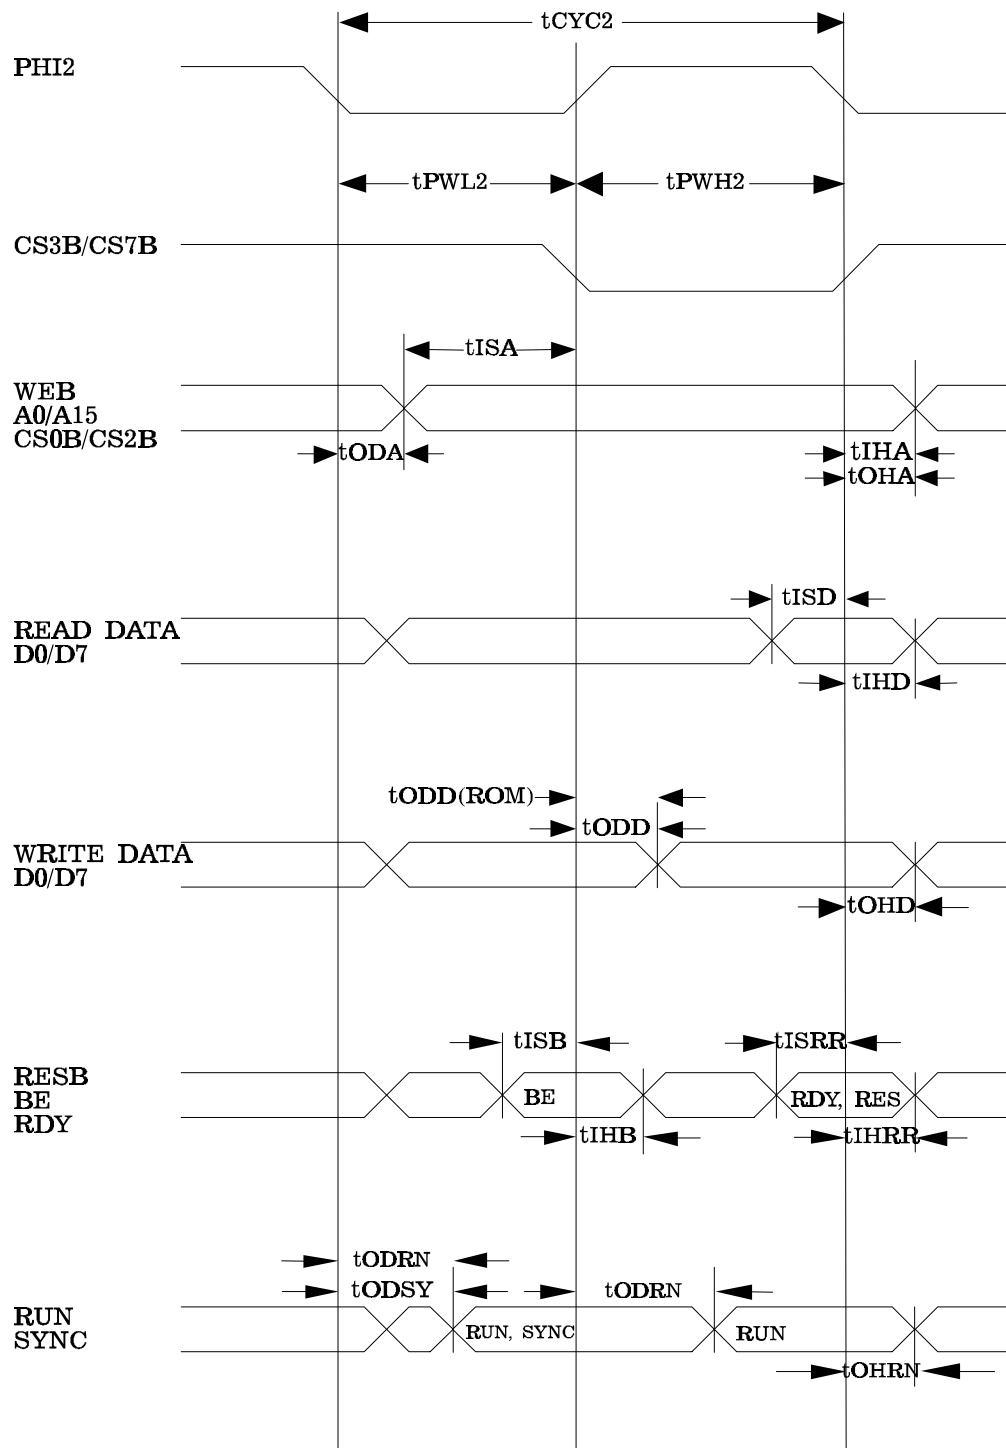 tCYC2
PHI2
tPWL2
tPWH2
CS3B/CS7B
tISA
WEB
A0/A15
CS0B/CS2B
tODA
tIHA
tOHA
tISD
READ DATA
D0/D7
tIHD
tODD(ROM)
tODD
WRITE DATA
D0/D7
tOHD
tISB
tISRR
RESB
BE
RDY
BE
RDY, RES
tIHB
tIHRR
tODRN
tODSY
tODRN
RUN
SYNC
RUN, SYNC
RUN
tOHRN